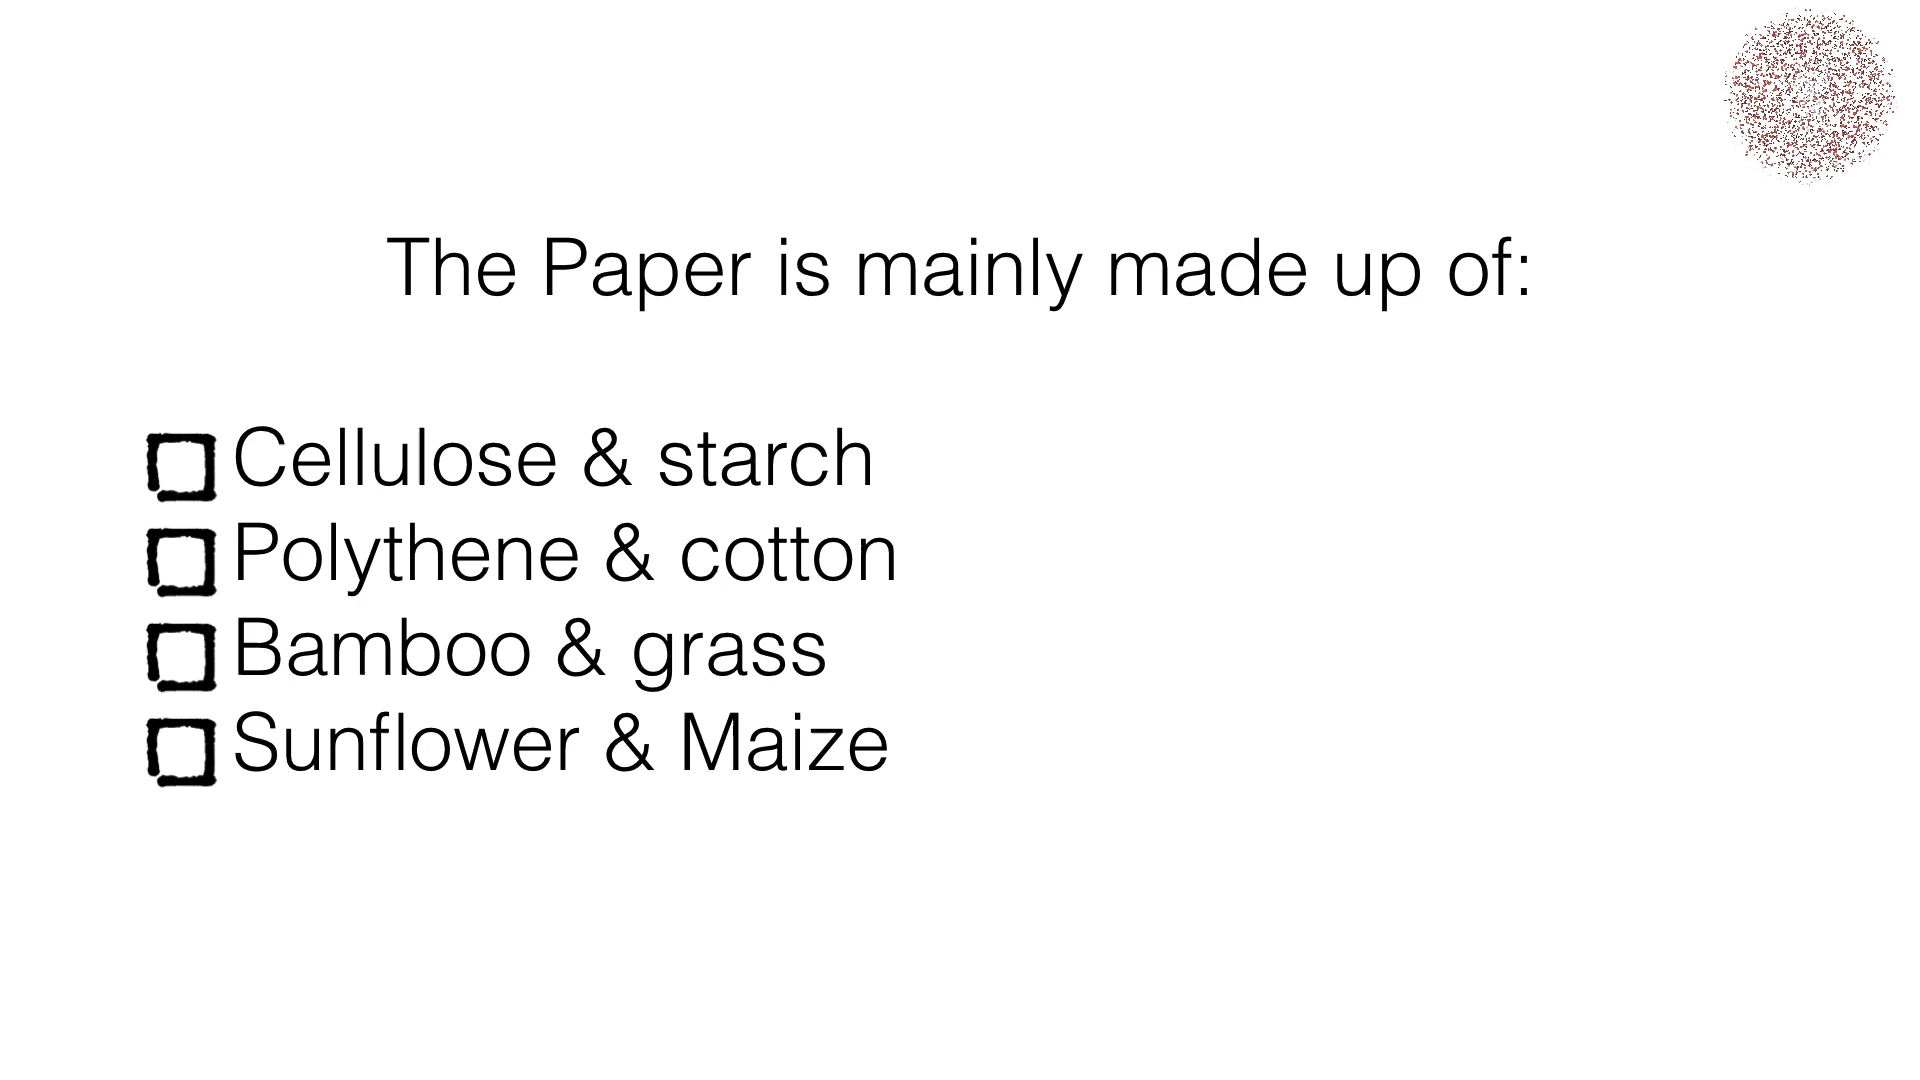 The Paper is mainly made up of:
Cellulose & starch
Polythene & cotton
Bamboo & grass
Sunflower & Maize